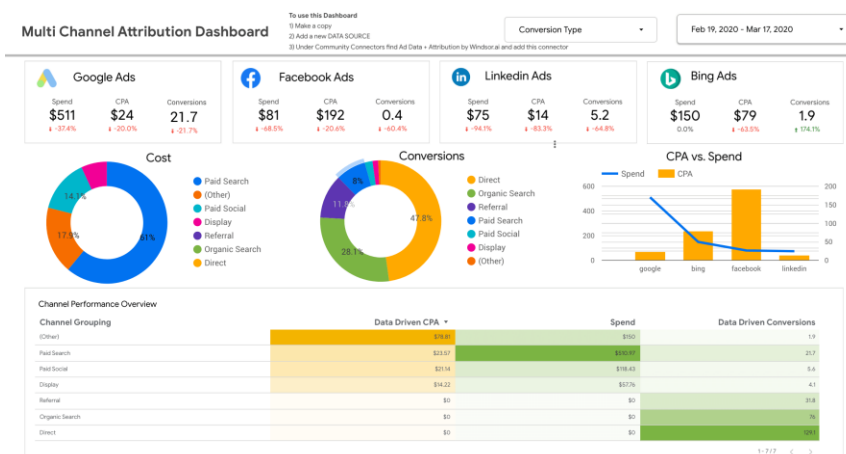 Multi Channel Attribution Dashboard
To use this Dashboard
1) Make a copy
2) Add a new DATA SOURCE
3) Under Community Connectors find Ad Data + Attribution by Windsor.ai and add this connector
Conversion Type
Feb 19, 2020 - Mar 17, 2020
Google Ads
Spend CPA Conversions
$511 $24 21.7
-37.4% -20.0% -21.7%
Facebook Ads
Spend CPA Conversions
$81 $192 0.4
-68.5% -20.6% -60.4%
Linkedin Ads
Spend CPA Conversions
$75 $14 5.2
-94.1% -83.3% -64.8%
Bing Ads
Spend CPA Conversions
$150 $79 1.9
0.0% -63.5% 174.1%
Cost
14.1%
17.9%
61%
Paid Search
(Other)
Paid Social
Display
Referral
Organic Search
Direct
Conversions
8%
11.8%
47.8%
28.1%
Direct
Organic Search
Referral
Paid Search
Paid Social
Display
(Other)
CPA vs. Spend
Spend CPA
600 200
400 150
100
200 50
0 0
google bing facebook linkedin
Channel Performance Overview
Channel Grouping Data Driven CPA Spend Data Driven Conversions
(Other) $78.81 $150 1.9
Paid Search $23.57 $510.97 21.7
Paid Social $21.14 $118.43 5.6
Display $14.22 $57.76 4.1
Referral $0 $0 31.8
Organic Search $0 $0 76
Direct $0 $0 129.1
1-7/7 < >